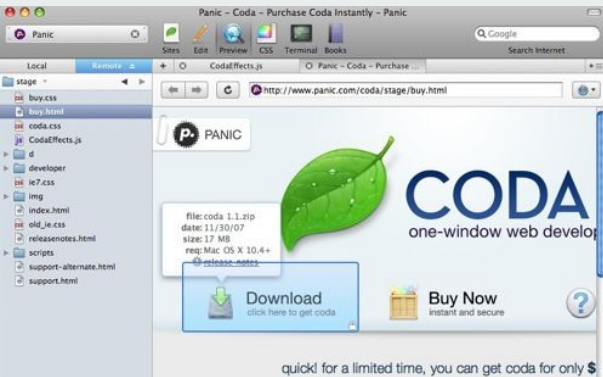 Panic - Coda - Purchase Coda Instantly - Panic
Panic
Sites Edit Preview CSS Terminal Books
Google
Search Internet
Local Remote
CodaEffects.js
Panic - Coda - Purchase ...
stage
http://www.panic.com/coda/stage/buy.html
buy.css
buy.html
coda.css
CodaEffects.js
d
developer
ie7.css
img
index.html
old_ie.css
releasenotes.html
scripts
support-alternate.html
support.html
P
PANIC
CODA
one-window web develop
file: coda 1.1.zip
date: 11/30/07
size: 17 MB
req: Mac OS X 10.4+
release notes
Download
click here to get coda
Buy Now
instant and secure
?
quick! for a limited time, you can get coda for only $